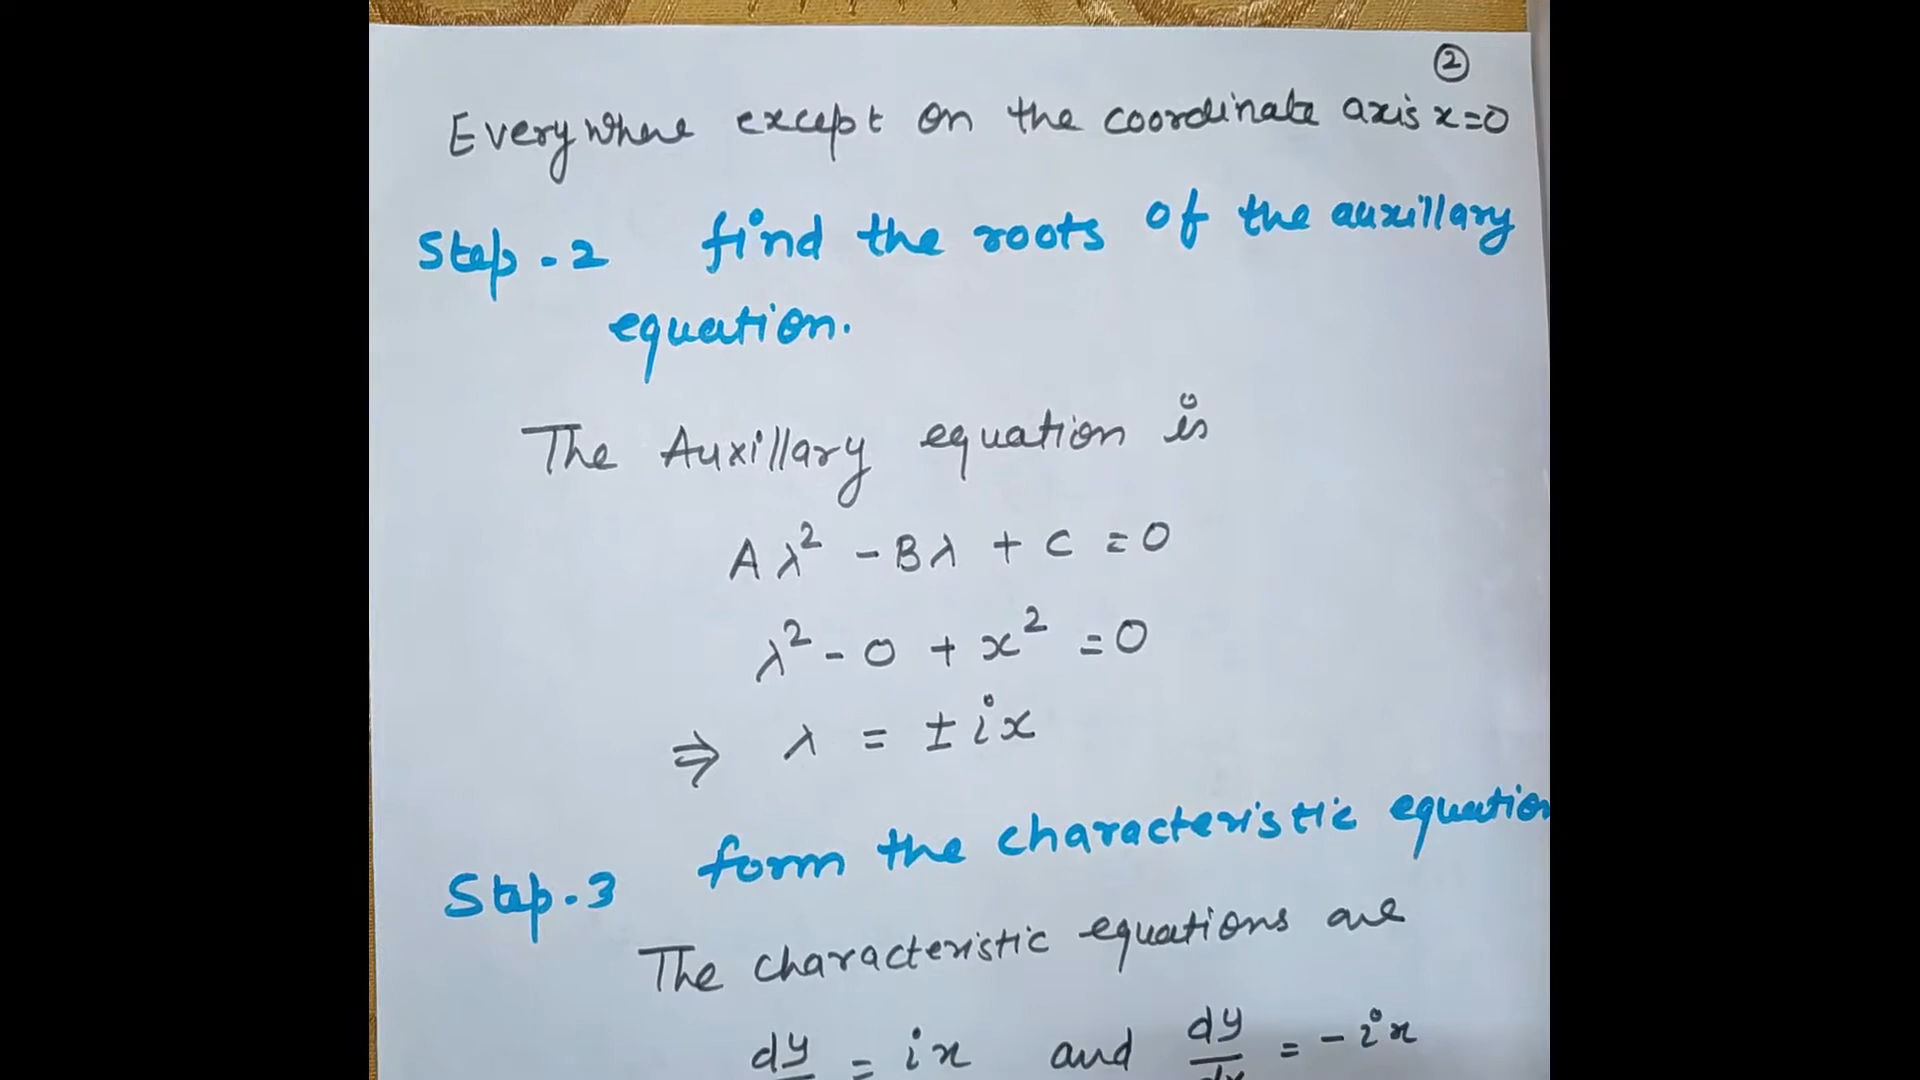 ②
Everywhere except on the coordinate axis x=0
Step-2 find the roots of the auxillary
equation.
The Auxillary equation is
Aλ² - Bλ + C = 0
λ² - 0 + x² = 0
⇒ λ = ± ix
Step-3 form the characteristic equation
The characteristic equations are
dy/ = ix and dy/dx = -ix